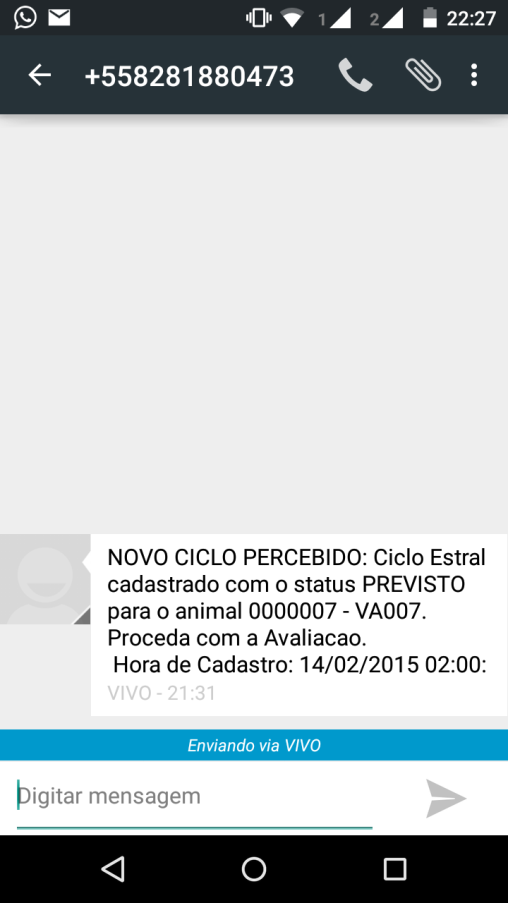 1 2 22:27
+558281880473
NOVO CICLO PERCEBIDO: Ciclo Estral
cadastrado com o status PREVISTO
para o animal 0000007 - VA007.
Proceda com a Avaliacao.
Hora de Cadastro: 14/02/2015 02:00:
VIVO - 21:31
Enviando via VIVO
Digitar mensagem